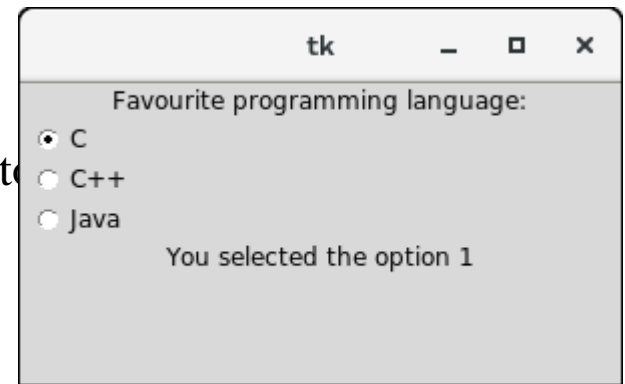 tk
Favourite programming language:
C
C++
Java
You selected the option 1